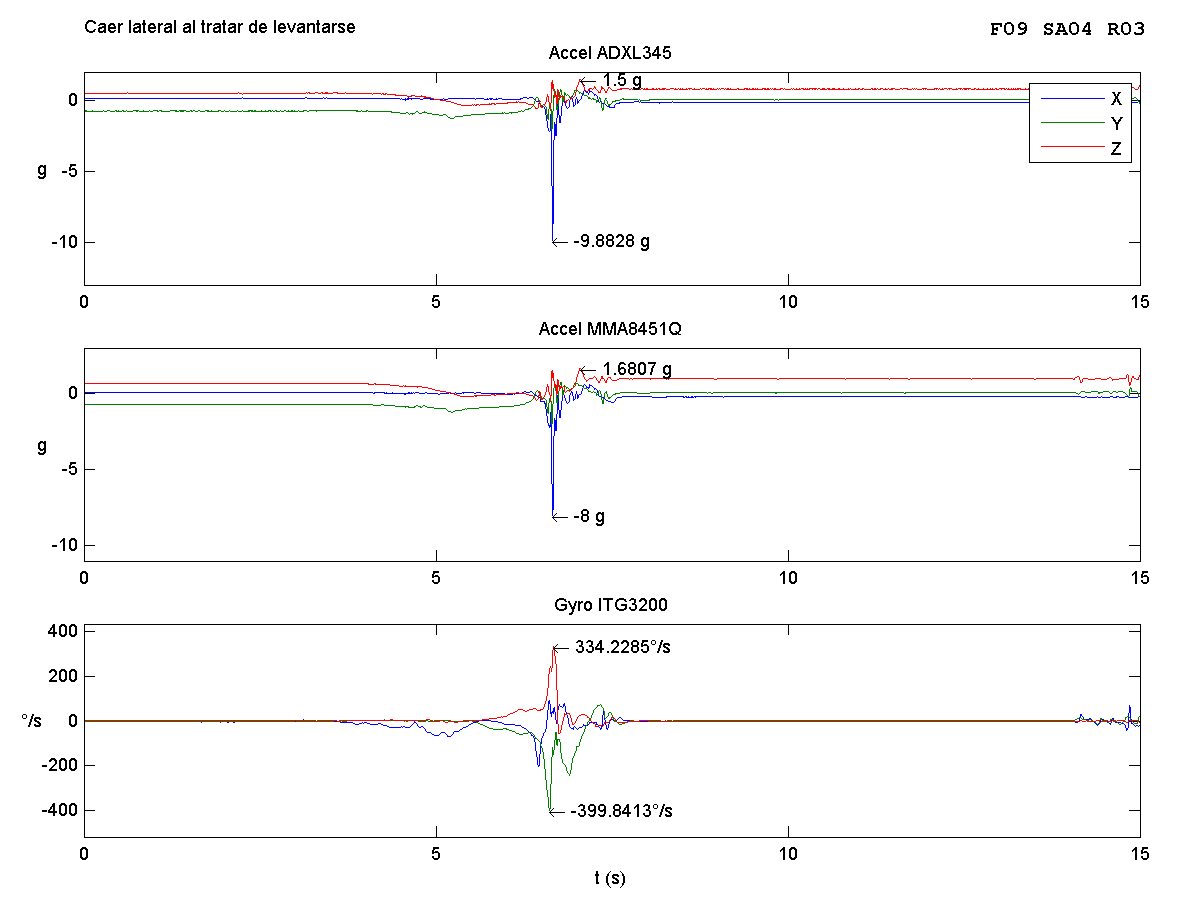 Caer lateral al tratar de levantarse
F09 SA04 R03
Accel ADXL345
1.5 g
0
X
Y
Z
g
-5
-10
-9.8828 g
0
5
10
15
Accel MMA8451Q
1.6807 g
0
g
-5
-8 g
-10
0
5
10
15
Gyro ITG3200
400
334.2285°/s
200
°/s
0
-200
-400
-399.8413°/s
0
5
10
15
t (s)